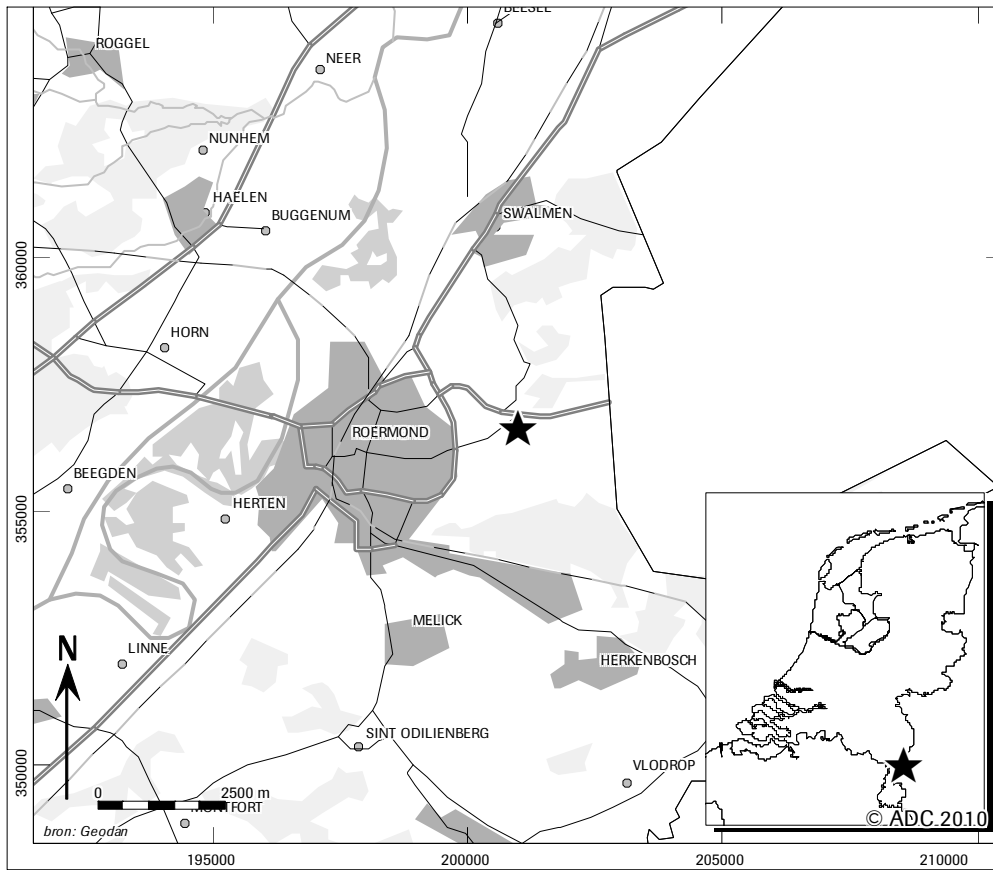 BEESEL
ROGGEL
NEER
NUNHEM
HAELEN
BUGGENUM
SWALMEN
360000
HORN
ROERMOND
BEEGDEN
HERTEN
355000
MELICK
N
LINNE
HERKENBOSCH
SINT ODILIENBERG
VLODROP
350000
0 2500 m
MONTFORT
© ADC 2010
bron: Geodan
195000 200000 205000 210000